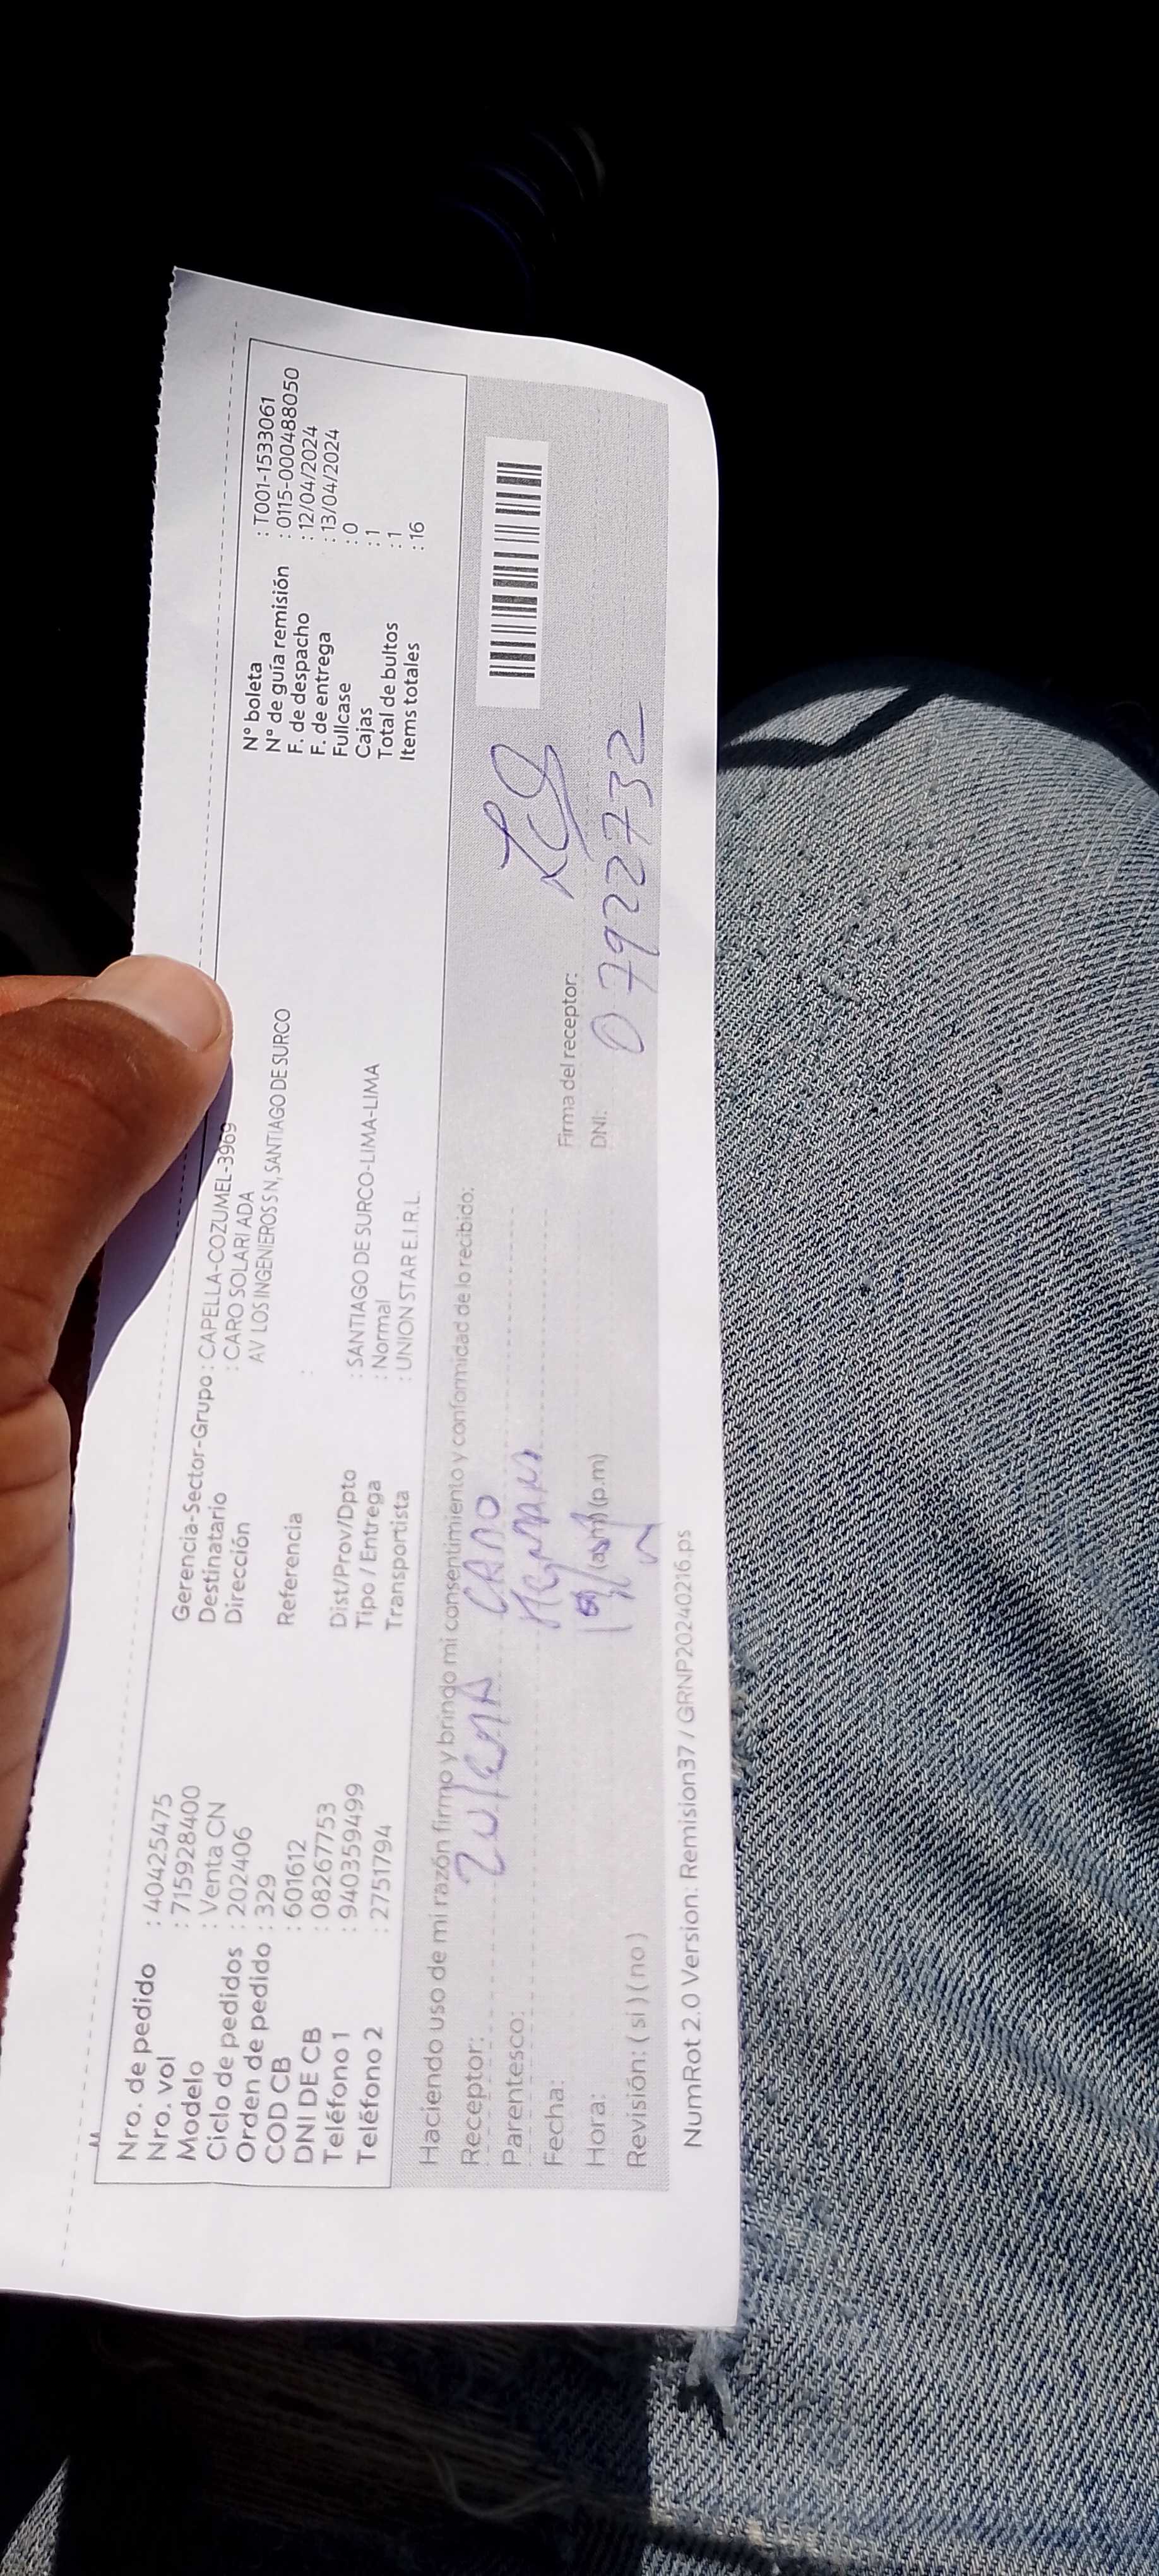 Nro. de pedido : 40425475
Nro. vol : 715928400
Modelo : Venta CN
Ciclo de pedidos : 202406
Orden de pedido : 329
COD CB : 601612
DNI DE CB : 08267753
Teléfono 1 : 940359499
Teléfono 2 : 2751794
Gerencia-Sector-Grupo : CAPELLA-COZUMEL-3969
Destinatario : CARO SOLARI ADA
Dirección AV LOS INGENIEROS S N, SANTIAGO DE SURCO
Referencia :
Dist/Prov/Dpto : SANTIAGO DE SURCO-LIMA-LIMA
Tipo / Entrega : Normal
Transportista : UNION STAR E.I.R.L.
N° boleta : T001-1533061
N° de guía remisión : 0115-000488050
F. de despacho : 12/04/2024
F. de entrega : 13/04/2024
Fullcase : 0
Cajas : 1
Total de bultos : 1
Items totales : 16
Haciendo uso de mi razón firmo y brindo mi consentimiento y conformidad de lo recibido:
Receptor: Zulema CARO
Parentesco:
Fecha:
Hora: (a.m) (p.m)
Revisión: ( si ) ( no )
Firma del receptor:
DNI: 07922732
NumRot 2.0 Version: Remision37 / GRNP20240216.ps